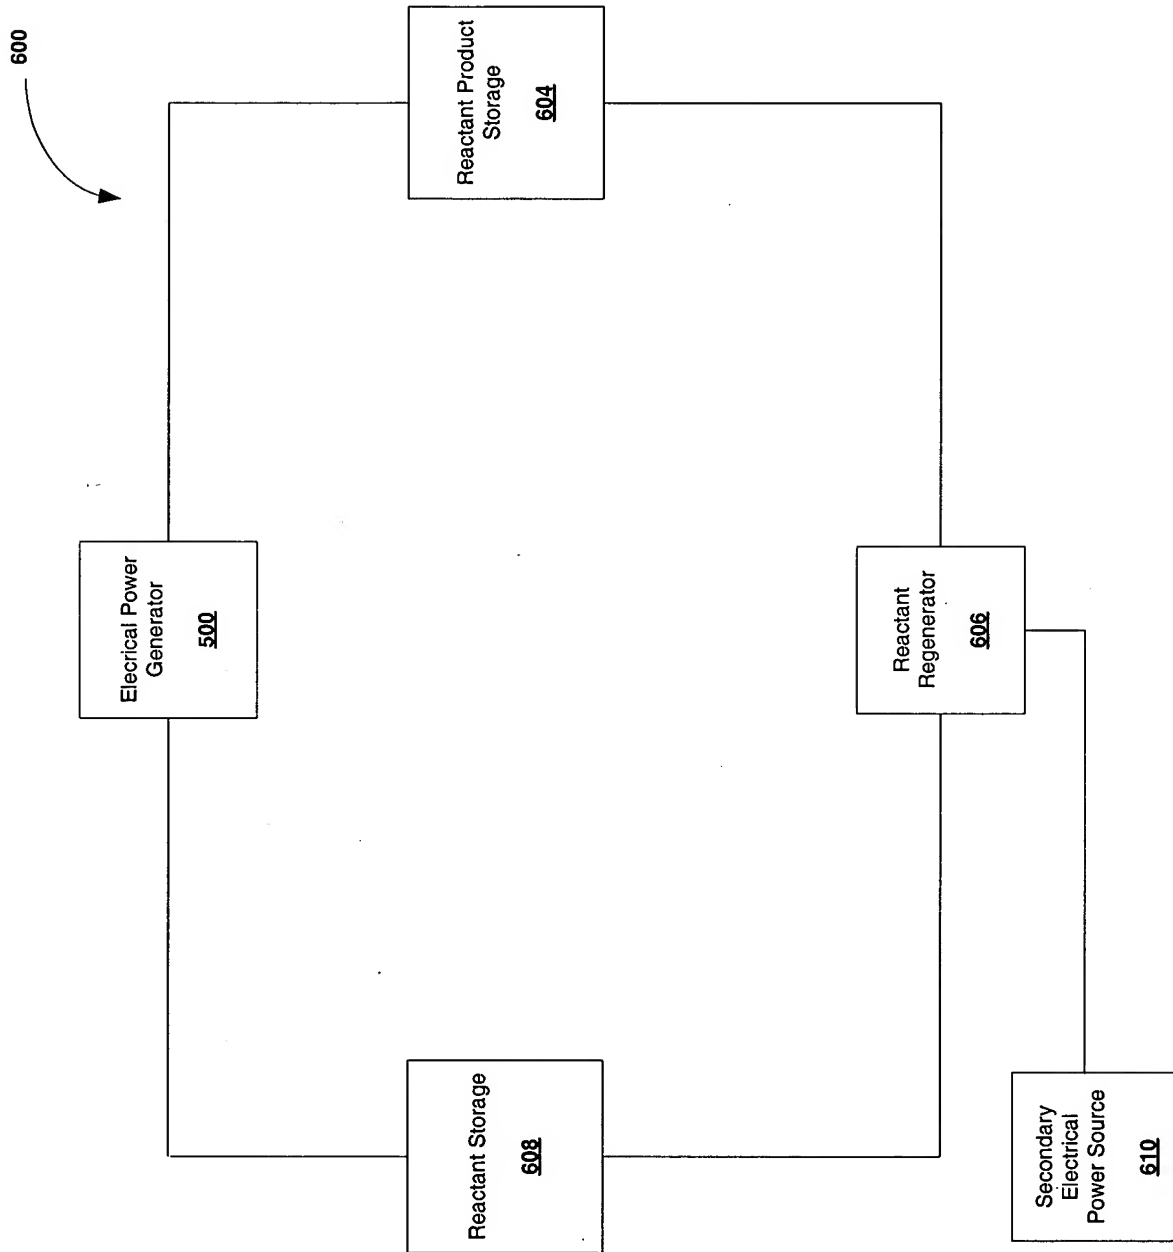 600
Elecrical Power
Generator
500
Reactant Product
Storage
604
Reactant Storage
608
Reactant
Regenerator
606
Secondary
Electrical
Power Source
610